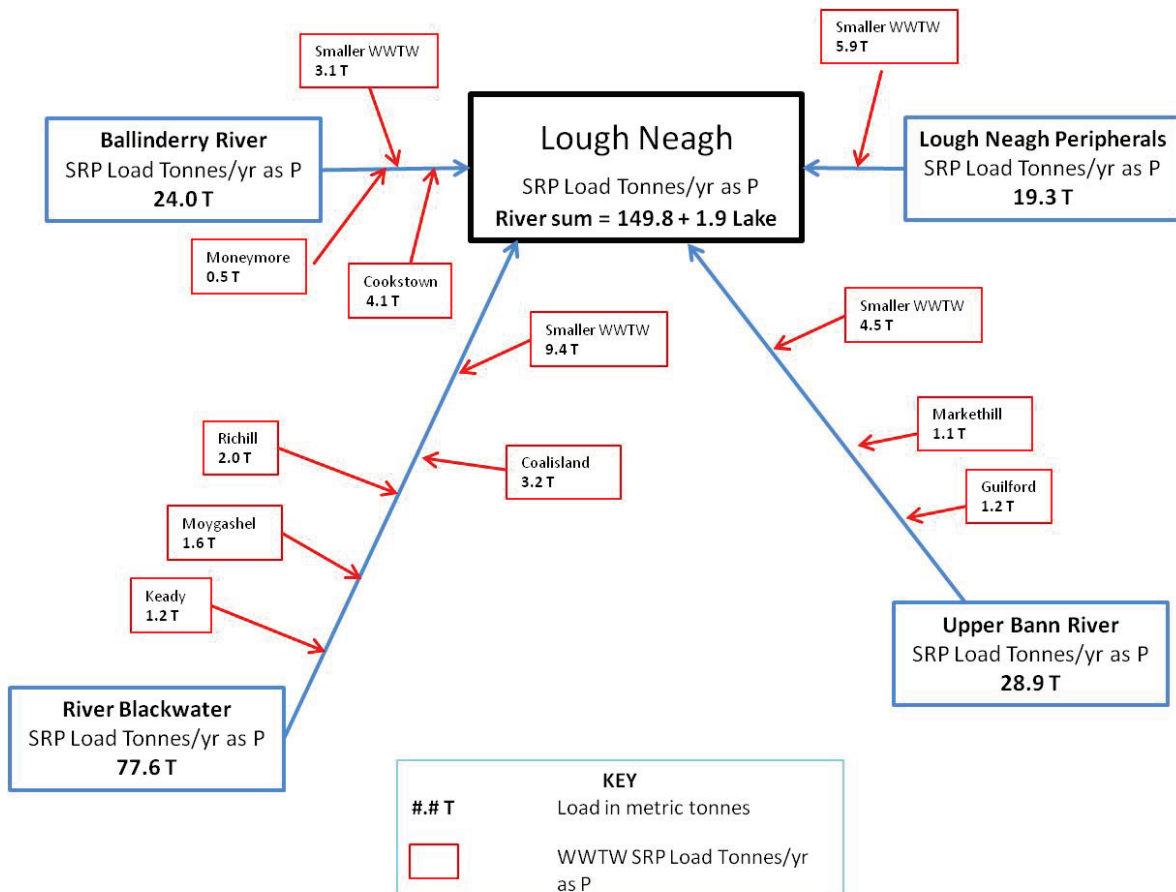 Smaller WWTW
3.1 T
Smaller WWTW
5.9 T
Ballinderry River
SRP Load Tonnes/yr as P
24.0 T
Lough Neagh
SRP Load Tonnes/yr as P
River sum = 149.8 + 1.9 Lake
Lough Neagh Peripherals
SRP Load Tonnes/yr as P
19.3 T
Moneymore
0.5 T
Cookstown
4.1 T
Smaller WWTW
9.4 T
Smaller WWTW
4.5 T
Richill
2.0 T
Coalisland
3.2 T
Markethill
1.1 T
Moygashel
1.6 T
Guilford
1.2 T
Keady
1.2 T
River Blackwater
SRP Load Tonnes/yr as P
77.6 T
Upper Bann River
SRP Load Tonnes/yr as P
28.9 T
KEY
#.# T Load in metric tonnes
WWTW SRP Load Tonnes/yr
as P